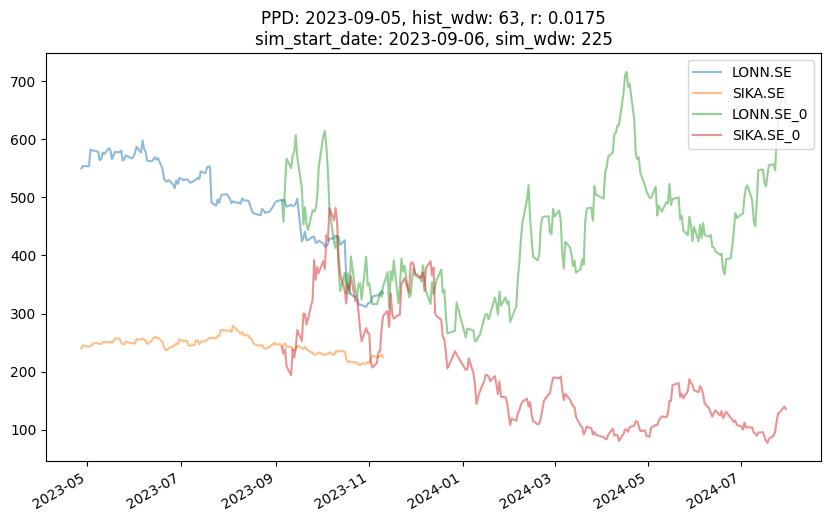 PPD: 2023-09-05, hist_wdw: 63, r: 0.0175
sim_start_date: 2023-09-06, sim_wdw: 225
LONN.SE
SIKA.SE
LONN.SE_0
SIKA.SE_0
700
600
500
400
300
200
100
2023-05
2023-07
2023-09
2023-11
2024-01
2024-03
2024-05
2024-07